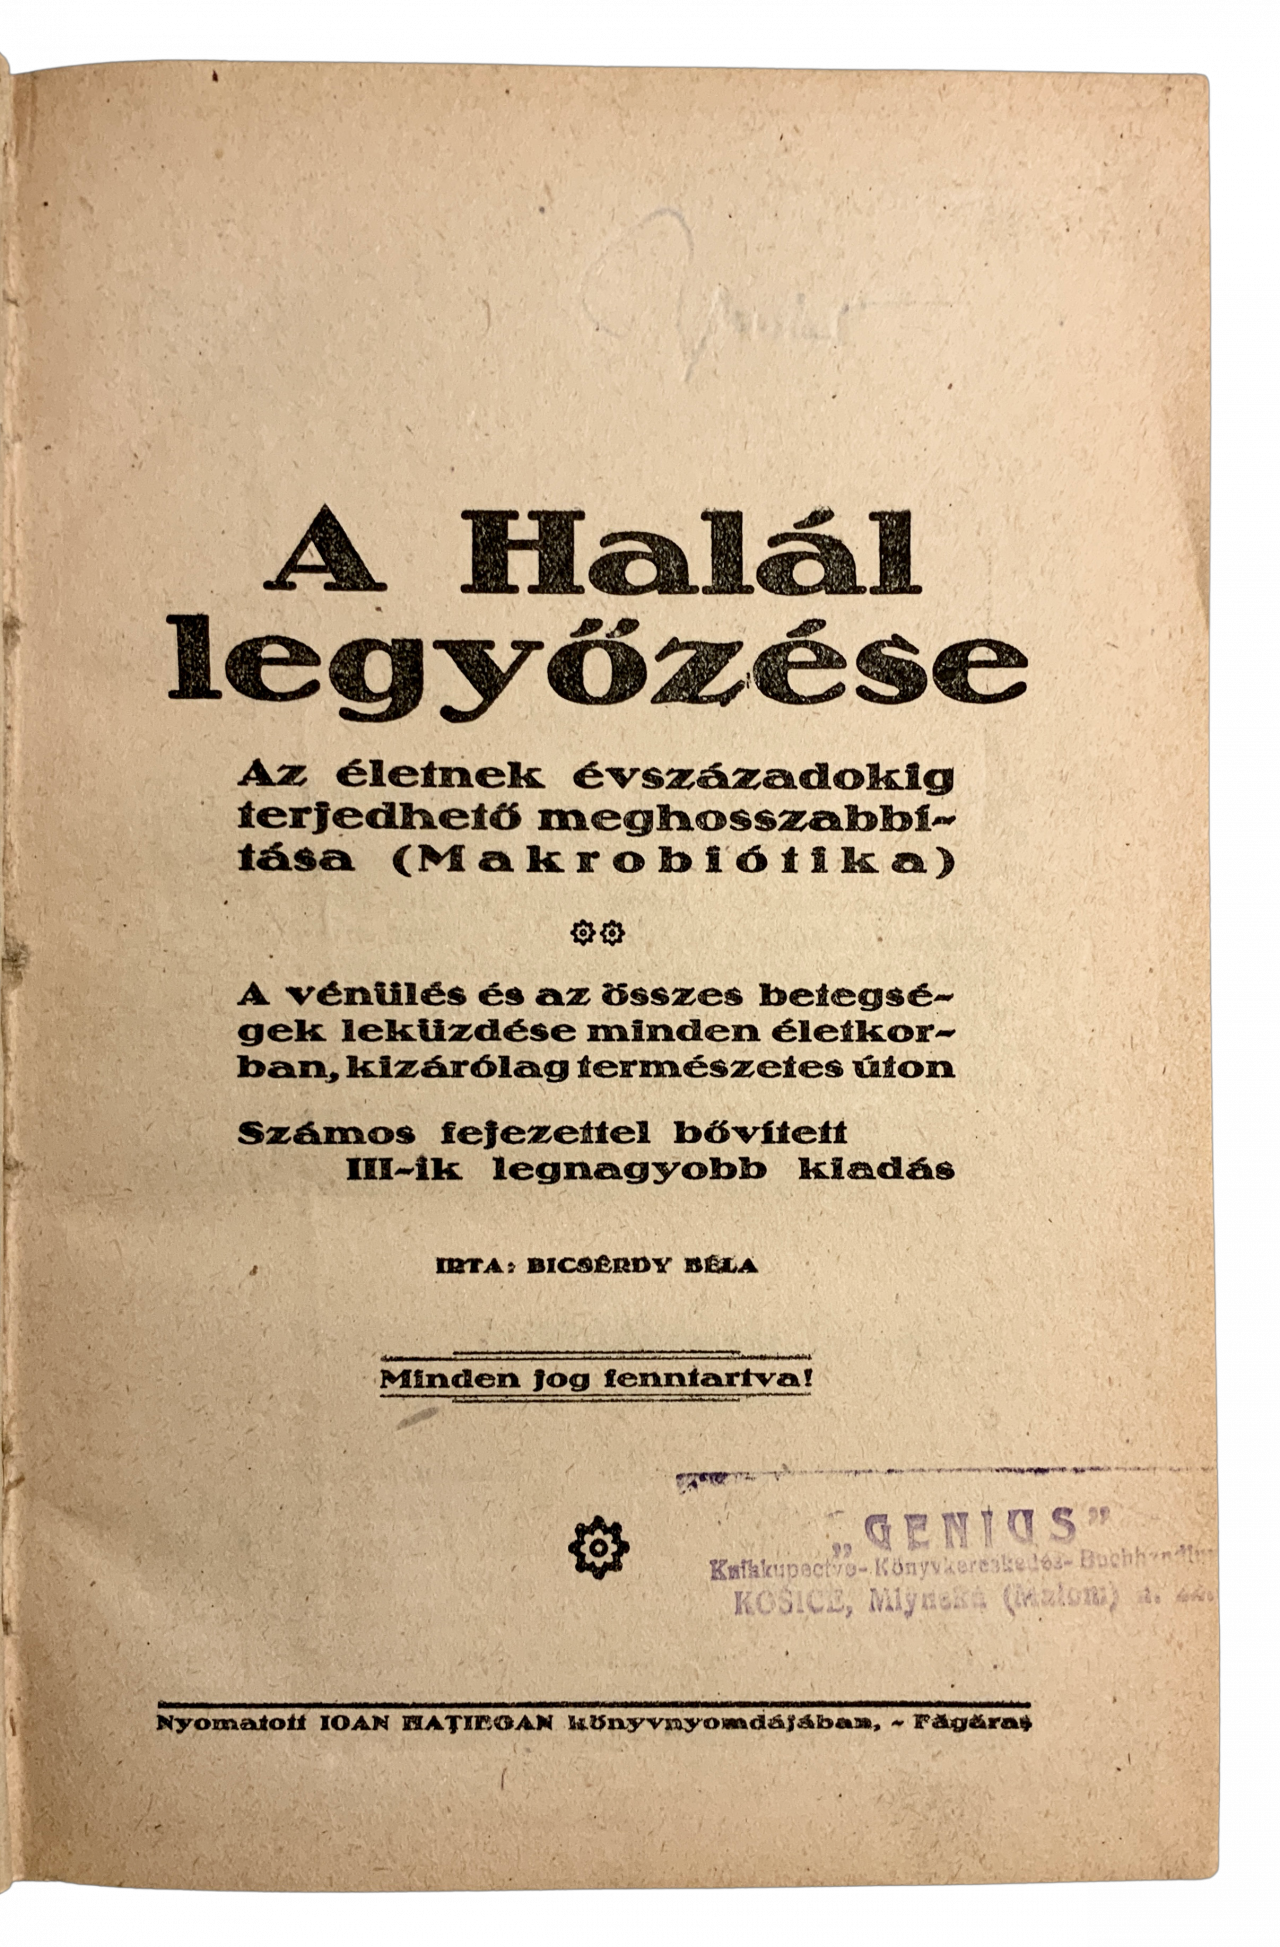 A Halál
legyőzése
Az életnek évszázadokig
terjedhető meghosszabbí-
tása (Makrobiótika)
A vénülés és az összes betegsé-
gek leküzdése minden életkor-
ban, kizárólag természetes úton
Számos fejezettel bővített
III-ik legnagyobb kiadás
IRTA: BICSÉRDY BÉLA
Minden jog fenntartva!
„GENIUS”
Knihkupectvo- Könyvkereskedés- Buchhandlun
KOŠICE, Mlynská (Malom) u. 22.
Nyomatott IOAN HAŢIEGAN könyvnyomdájában, - Făgăraş